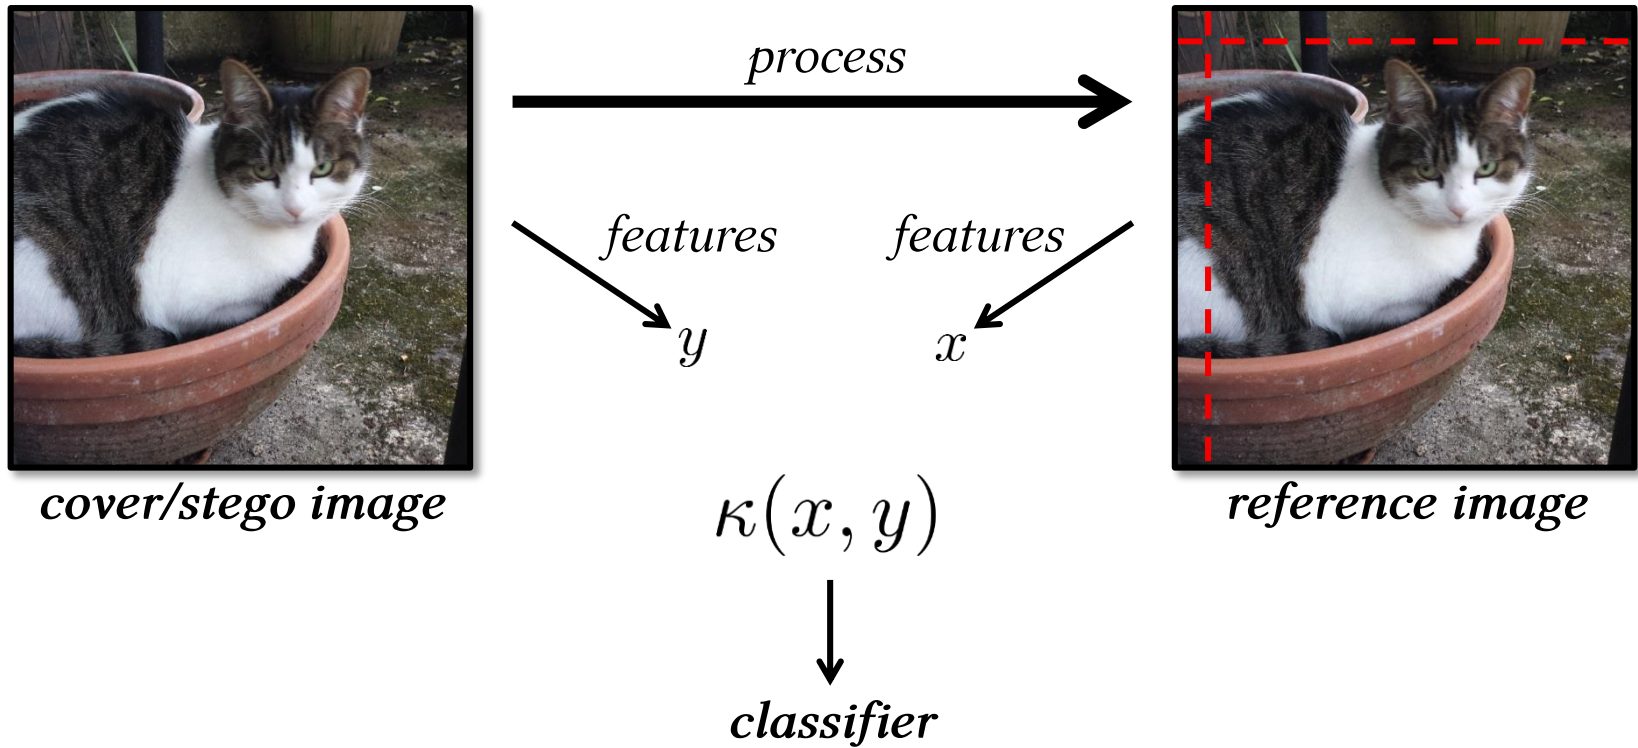 process
features
features
y
x
cover/stego image
reference image
κ(x, y)
classifier